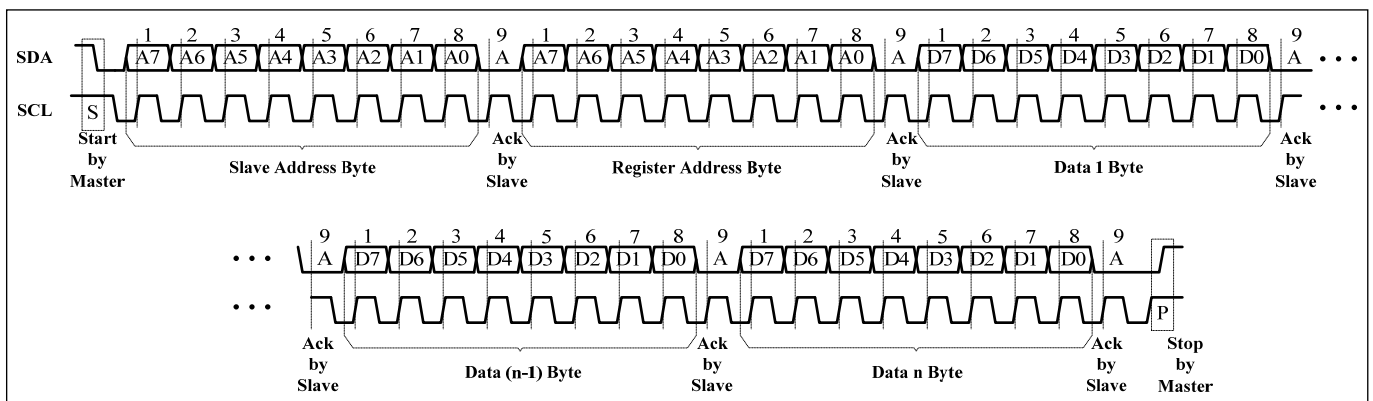 1 2 3 4 5 6 7 8 9 1 2 3 4 5 6 7 8 9 1 2 3 4 5 6 7 8 9
SDA A7 A6 A5 A4 A3 A2 A1 A0 A A7 A6 A5 A4 A3 A2 A1 A0 A D7 D6 D5 D4 D3 D2 D1 D0 A • • •
SCL S • • •
Start by Master
Slave Address Byte
Ack by Slave
Register Address Byte
Ack by Slave
Data 1 Byte
Ack by Slave
9 1 2 3 4 5 6 7 8 9 1 2 3 4 5 6 7 8 9
• • • A D7 D6 D5 D4 D3 D2 D1 D0 A D7 D6 D5 D4 D3 D2 D1 D0 A
• • • P
Ack by Slave
Data (n-1) Byte
Ack by Slave
Data n Byte
Ack by Slave
Stop by Master